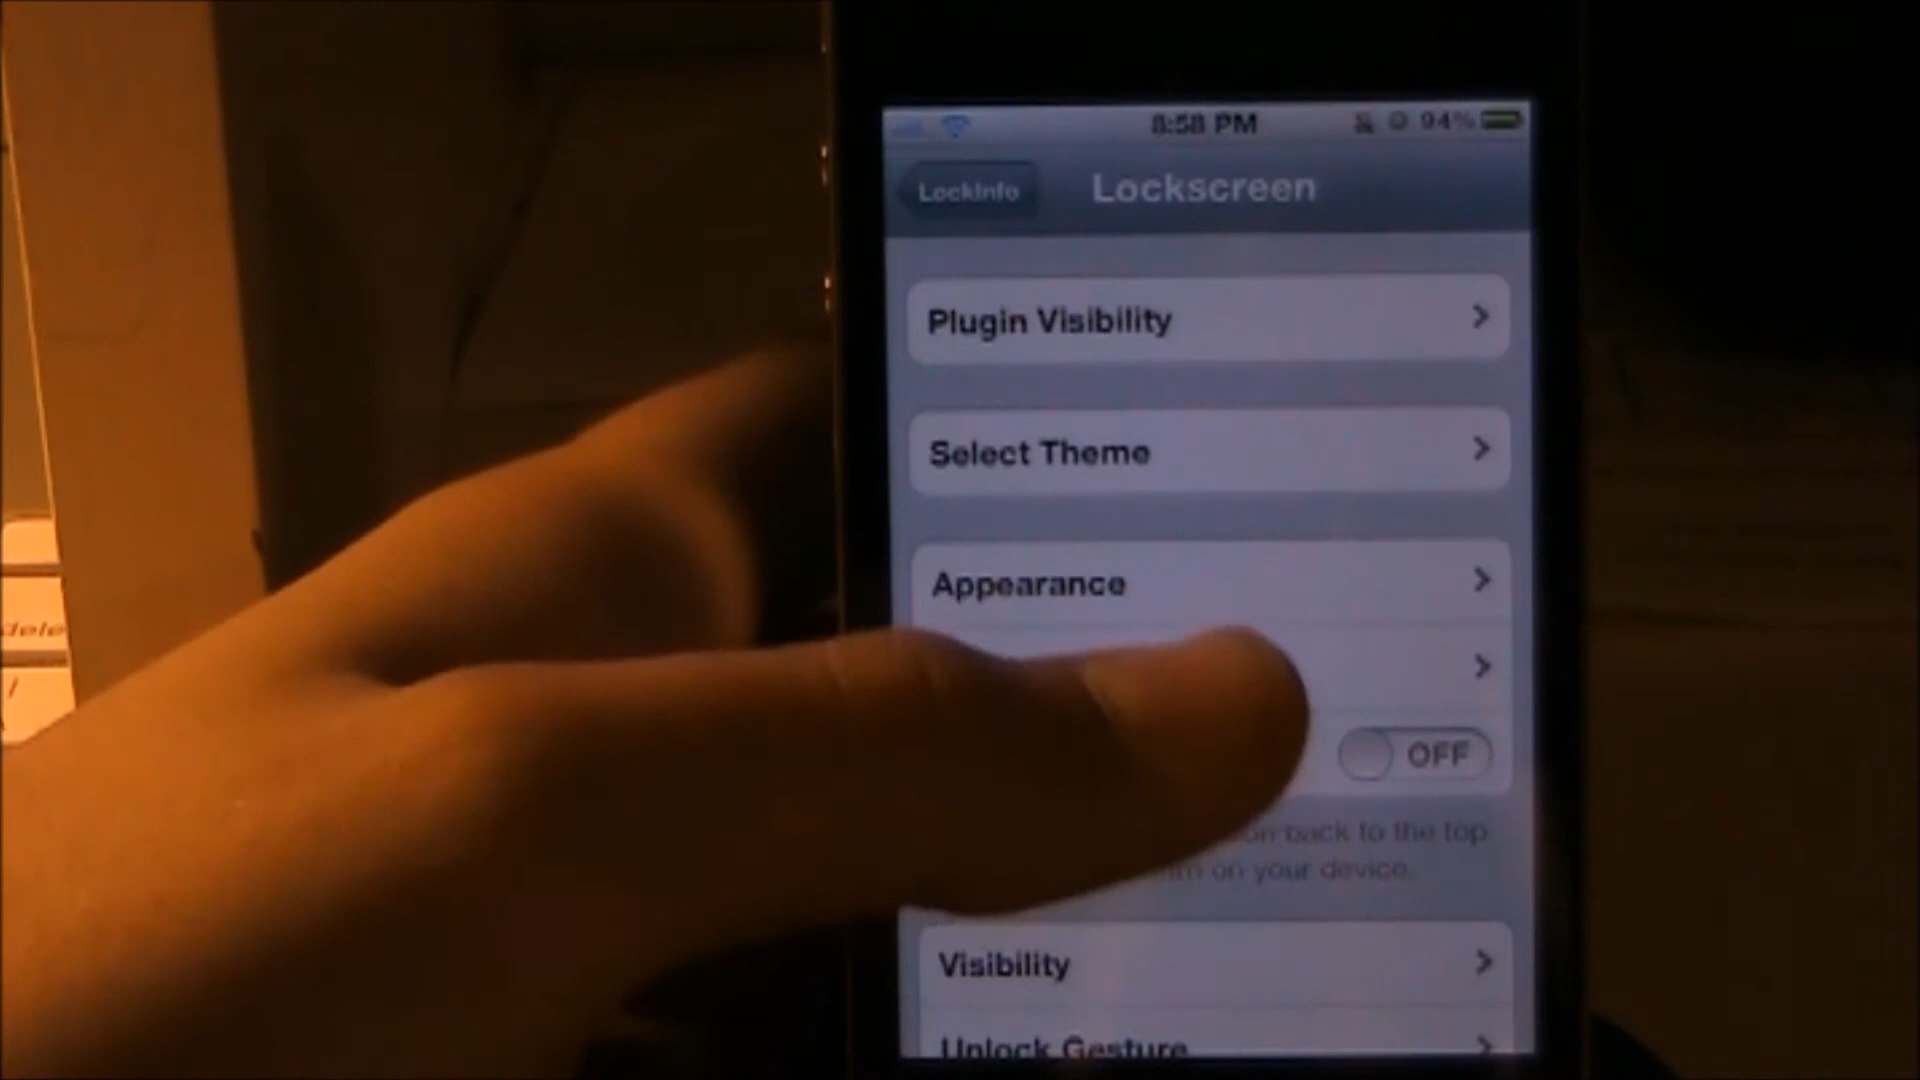 8:58 PM 94%
LockInfo Lockscreen
Plugin Visibility
Select Theme
Appearance
OFF
back to the top
on your device.
Visibility
Unlock Gesture
dele